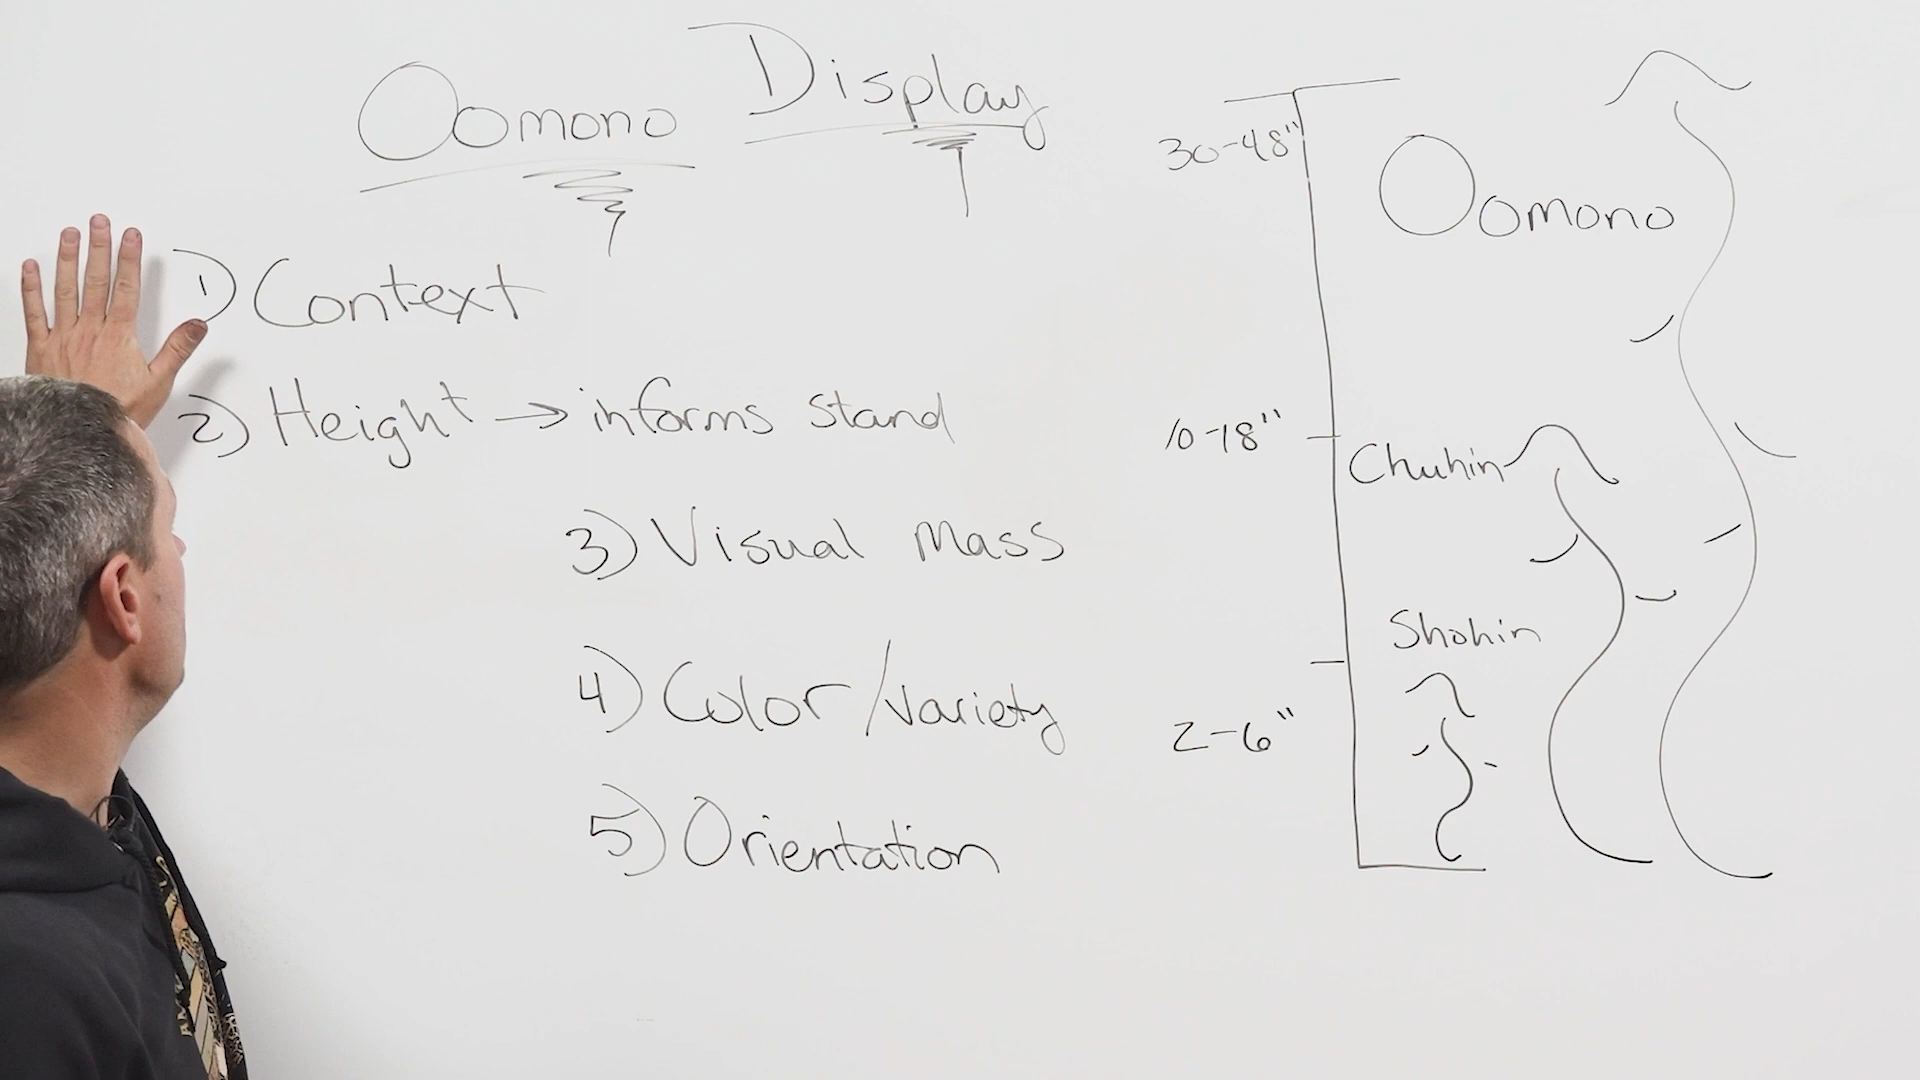 Oomono Display
1) Context
2) Height → informs stand
3) Visual Mass
4) Color/variety
5) Orientation
30-48"
Oomono
10-18"
Chuhin
Shohin
2-6"